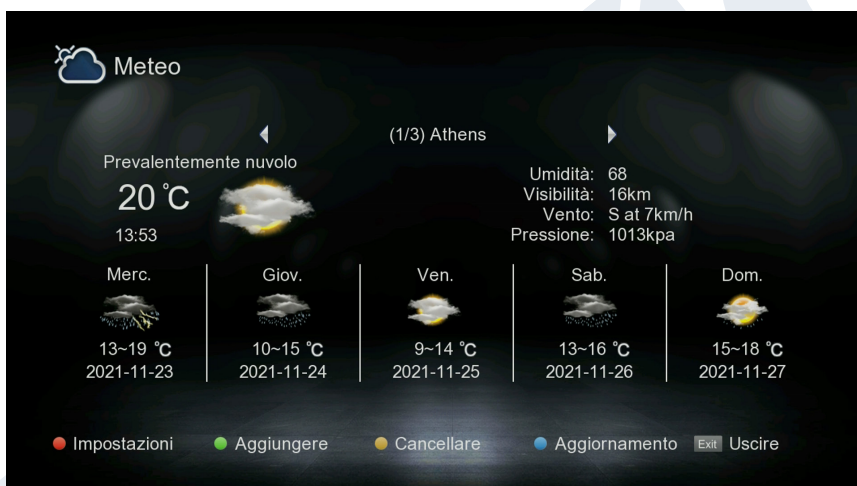 Meteo
(1/3) Athens
Prevalentemente nuvolo
20 °C
13:53
Umidità: 68
Visibilità: 16km
Vento: S at 7km/h
Pressione: 1013kpa
Merc. Giov. Ven. Sab. Dom.
13~19 °C 10~15 °C 9~14 °C 13~16 °C 15~18 °C
2021-11-23 2021-11-24 2021-11-25 2021-11-26 2021-11-27
Impostazioni Aggiungere Cancellare Aggiornamento Exit Uscire